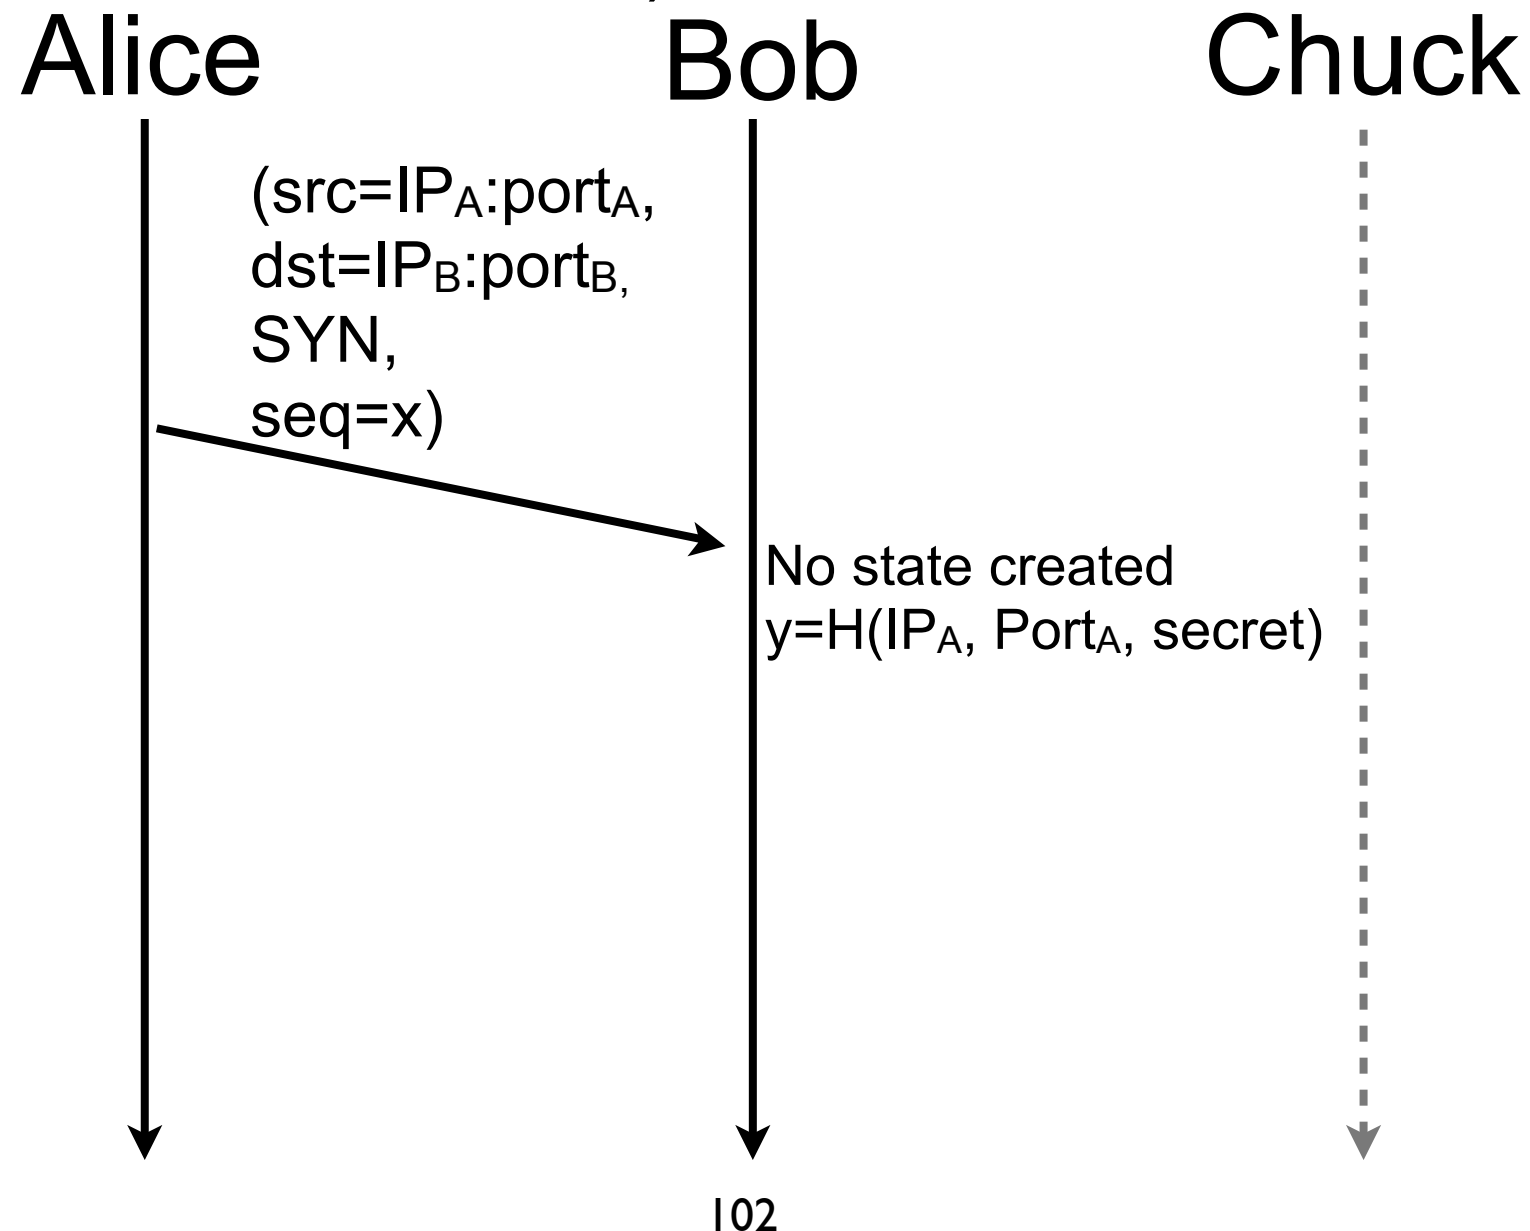 Alice
Bob
Chuck
(src=IPA:portA,
dst=IPB:portB,
SYN,
seq=x)
No state created
y=H(IPA, PortA, secret)
102